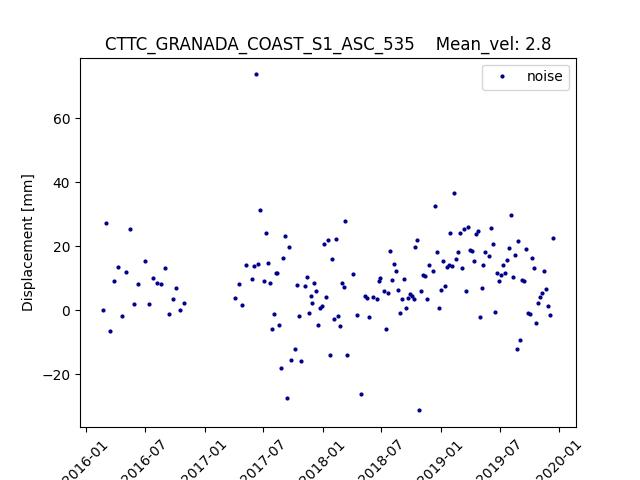 CTTC_GRANADA_COAST_S1_ASC_535 Mean_vel: 2.8
noise
Displacement [mm]
60
40
20
0
−20
2016-01 2016-07 2017-01 2017-07 2018-01 2018-07 2019-01 2019-07 2020-01